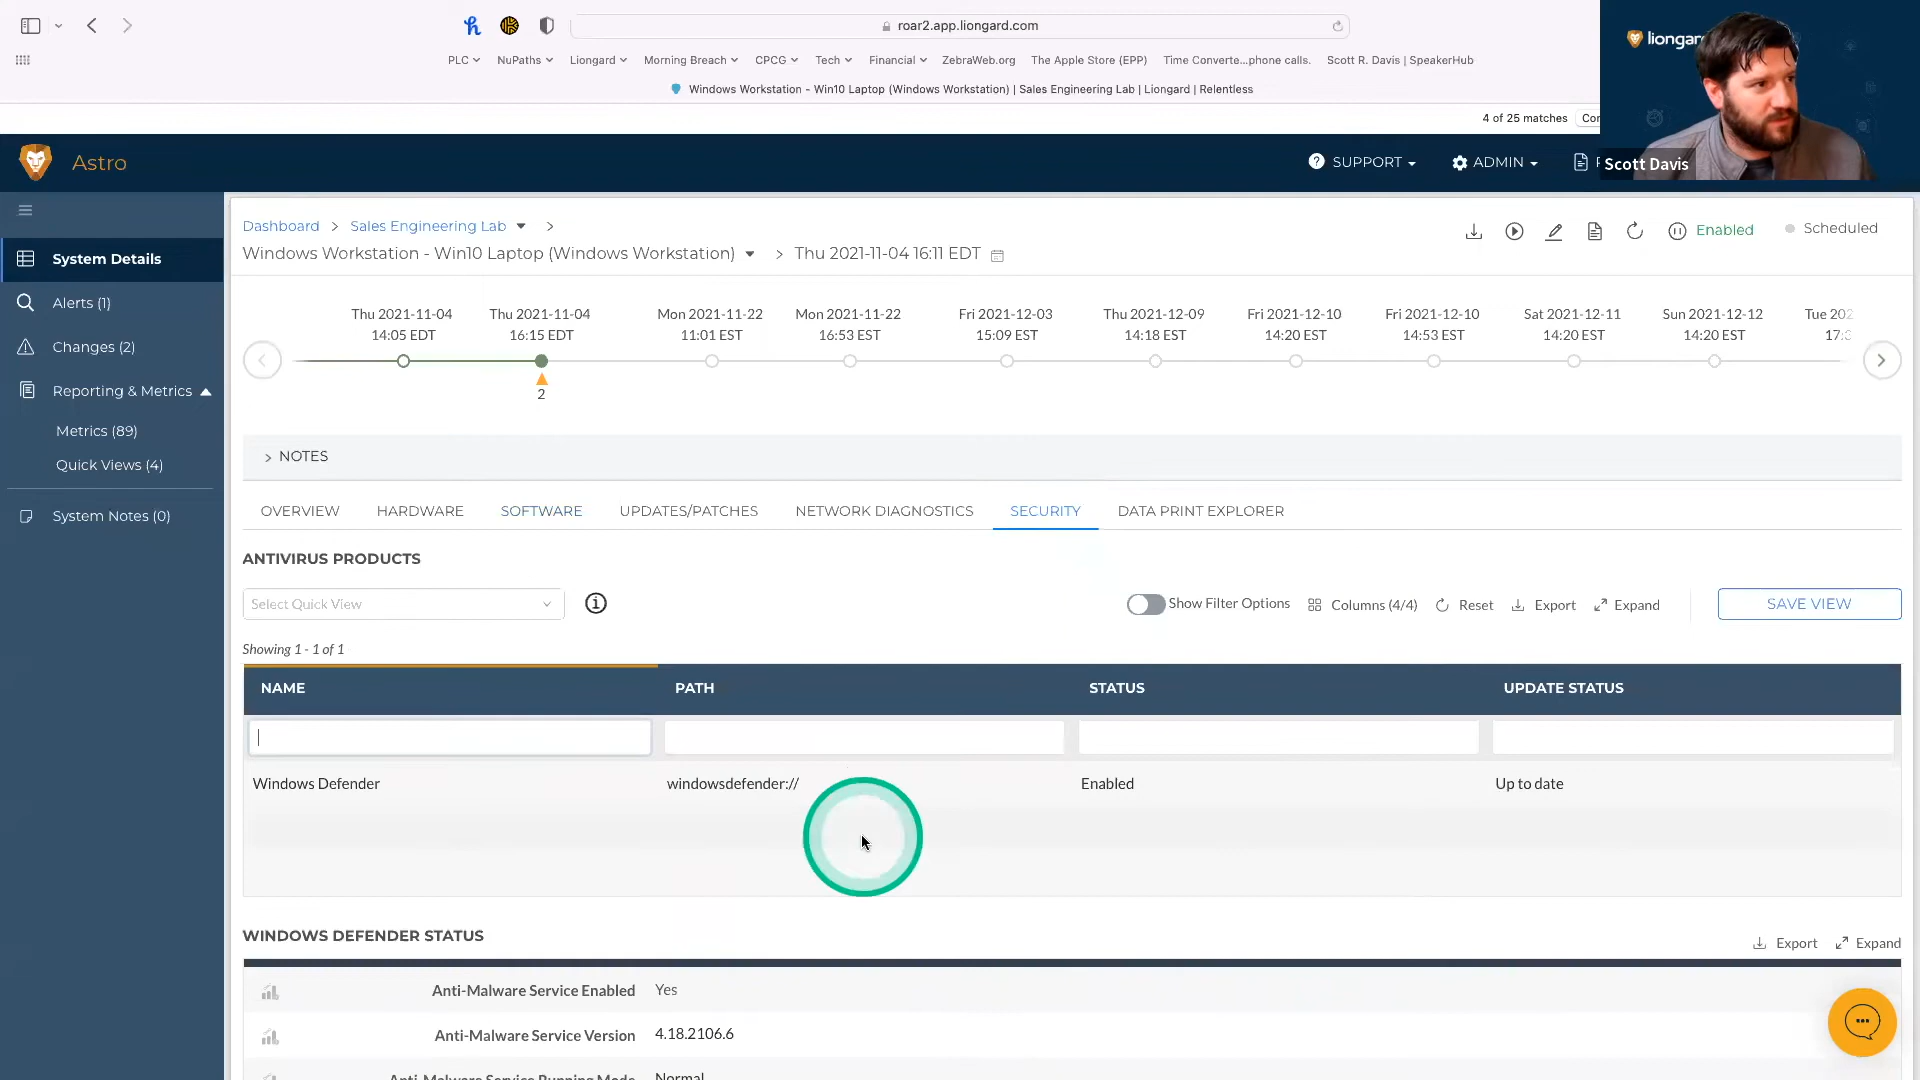 roar2.app.liongard.com
PLC NuPaths Liongard Morning Breach CPCG Tech Financial ZebraWeb.org The Apple Store (EPP) Time Converte...phone calls. Scott R. Davis | SpeakerHub
Windows Workstation - Win10 Laptop (Windows Workstation) | Sales Engineering Lab | Liongard | Relentless
4 of 25 matches
liongard
Scott Davis
Astro
SUPPORT ADMIN
Dashboard > Sales Engineering Lab >
Windows Workstation - Win10 Laptop (Windows Workstation) > Thu 2021-11-04 16:11 EDT
Enabled Scheduled
System Details
Alerts (1)
Changes (2)
Reporting & Metrics
Metrics (89)
Quick Views (4)
System Notes (0)
Thu 2021-11-04 Thu 2021-11-04 Mon 2021-11-22 Mon 2021-11-22 Fri 2021-12-03 Thu 2021-12-09 Fri 2021-12-10 Fri 2021-12-10 Sat 2021-12-11 Sun 2021-12-12 Tue 202
14:05 EDT 16:15 EDT 11:01 EST 16:53 EST 15:09 EST 14:18 EST 14:20 EST 14:53 EST 14:20 EST 14:20 EST 17:
2
> NOTES
OVERVIEW HARDWARE SOFTWARE UPDATES/PATCHES NETWORK DIAGNOSTICS SECURITY DATA PRINT EXPLORER
ANTIVIRUS PRODUCTS
Select Quick View
Show Filter Options Columns (4/4) Reset Export Expand SAVE VIEW
Showing 1 - 1 of 1
NAME PATH STATUS UPDATE STATUS
Windows Defender windowsdefender:// Enabled Up to date
WINDOWS DEFENDER STATUS
Export Expand
Anti-Malware Service Enabled Yes
Anti-Malware Service Version 4.18.2106.6
Anti-Malware Service Running Mode Normal